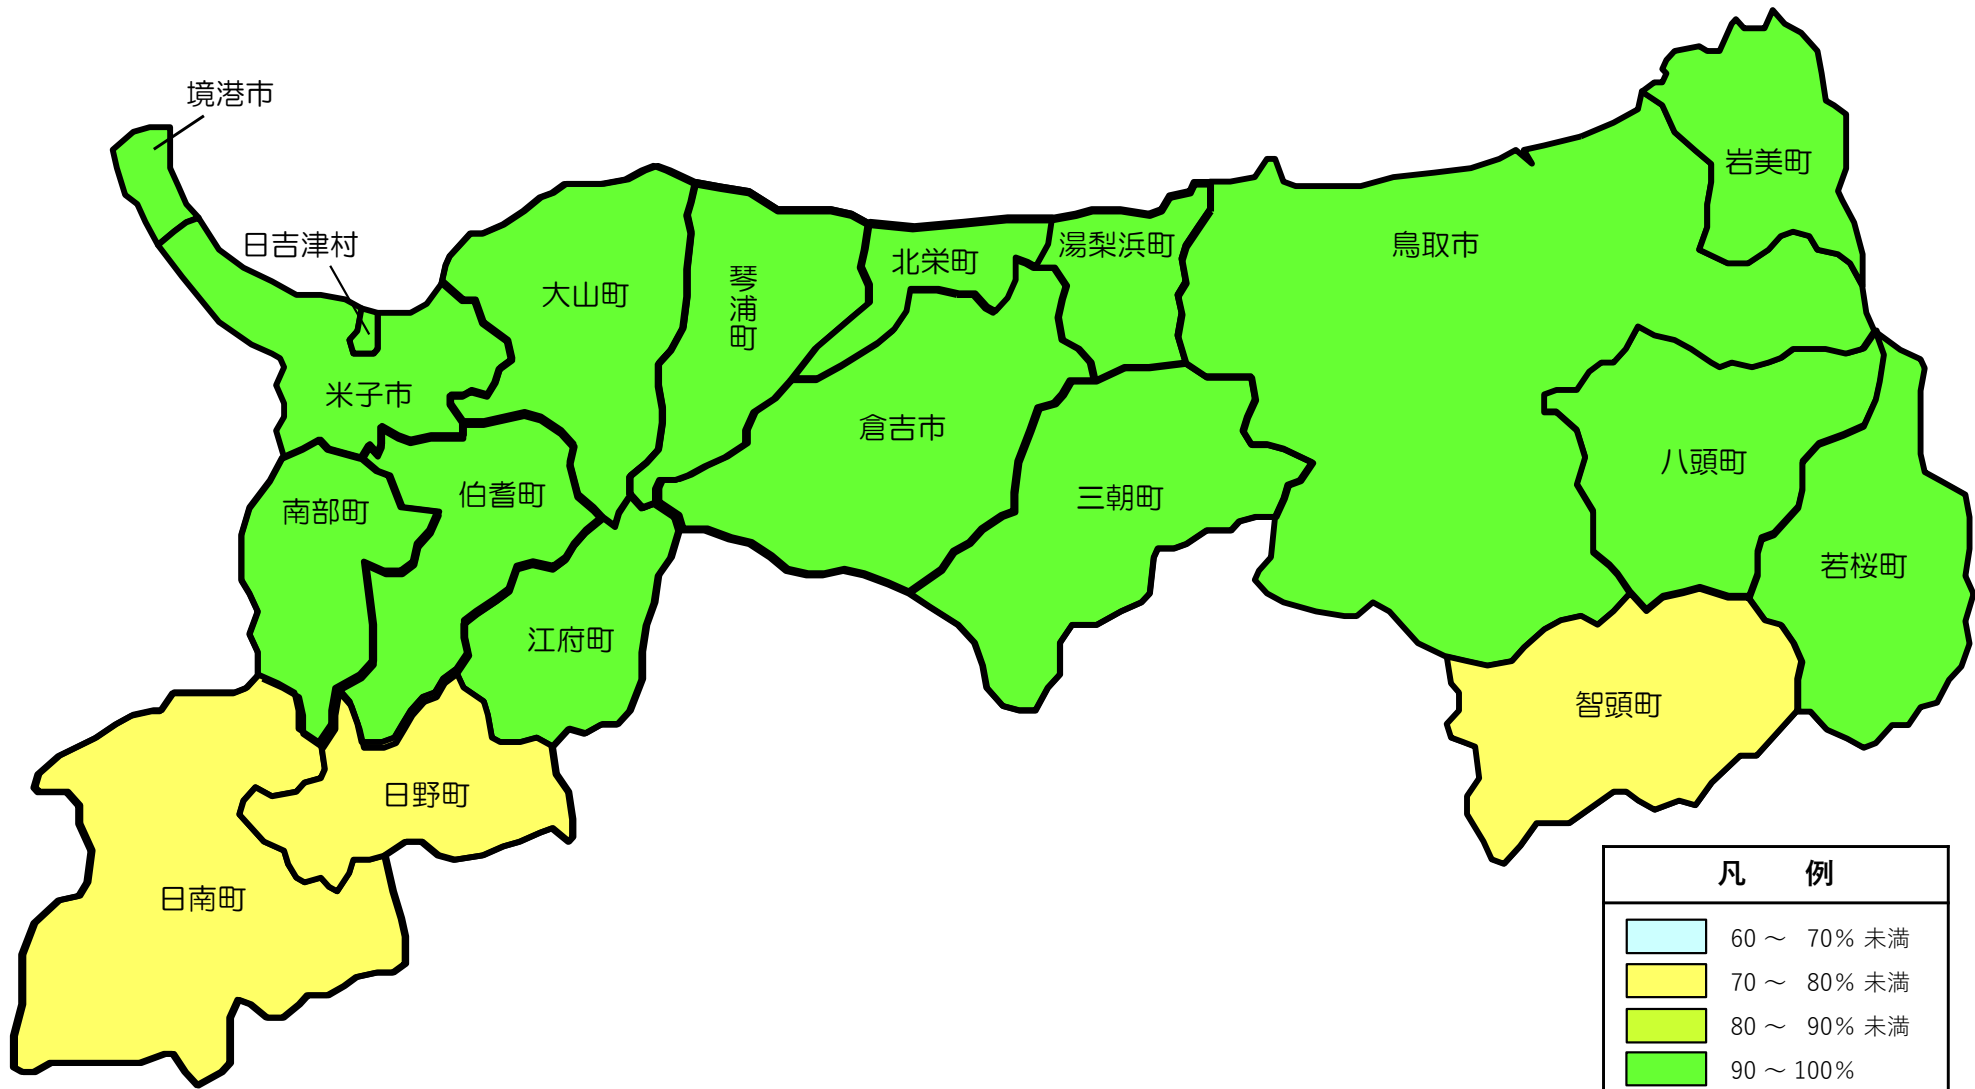 境港市
岩美町
日吉津村
湯梨浜町
鳥取市
北栄町
大山町
琴浦町
米子市
倉吉市
八頭町
伯耆町
三朝町
南部町
若桜町
江府町
智頭町
日野町
日南町
凡 例
60 ～ 70% 未満
70 ～ 80% 未満
80 ～ 90% 未満
90 ～ 100%